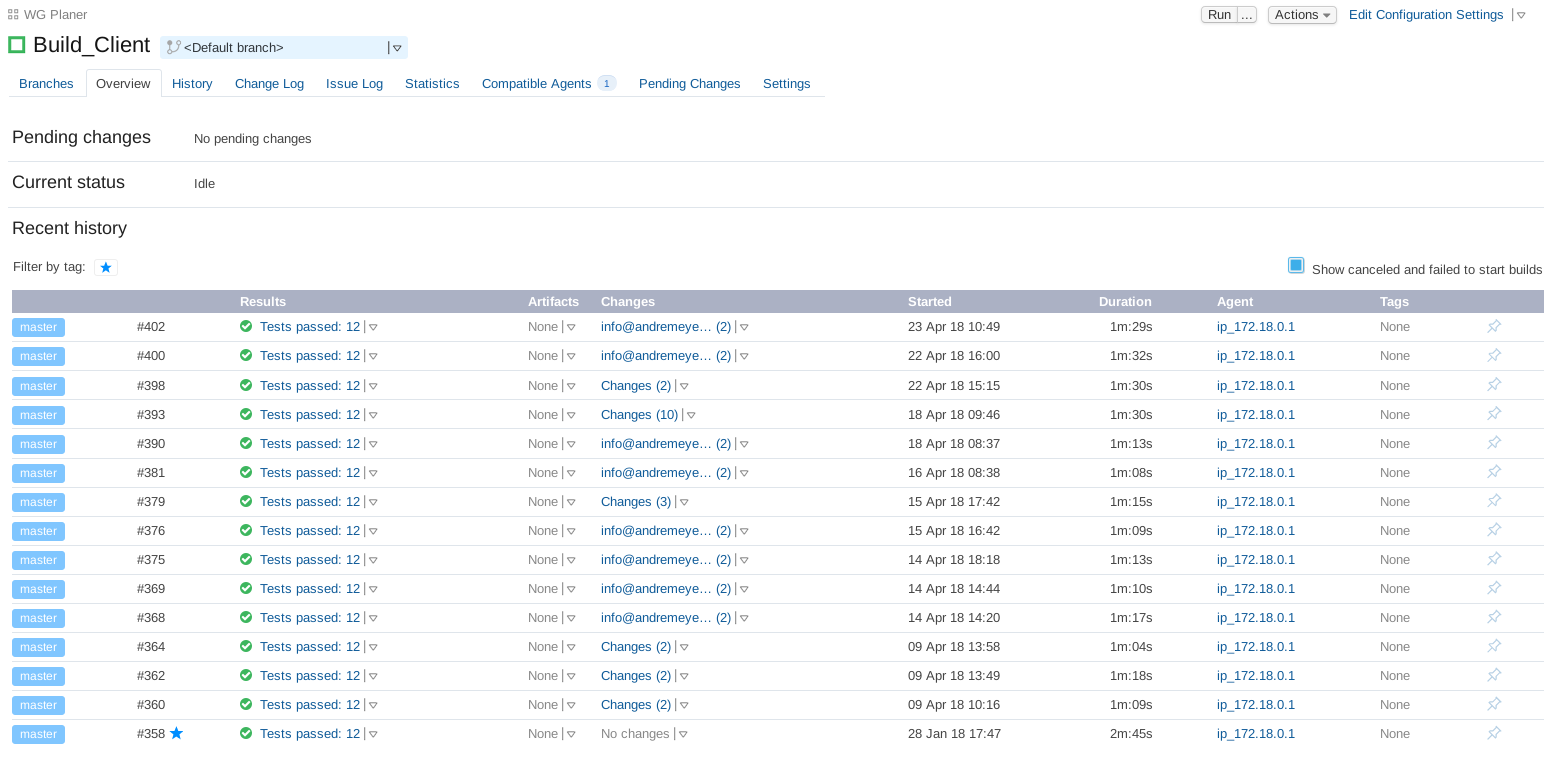 WG Planer Run ... Actions Edit Configuration Settings
Build_Client <Default branch>
Branches Overview History Change Log Issue Log Statistics Compatible Agents 1 Pending Changes Settings
Pending changes No pending changes
Current status Idle
Recent history
Filter by tag: Show canceled and failed to start builds
Results Artifacts Changes Started Duration Agent Tags
master #402 Tests passed: 12 None info@andremeye… (2) 23 Apr 18 10:49 1m:29s ip_172.18.0.1 None
master #400 Tests passed: 12 None info@andremeye… (2) 22 Apr 18 16:00 1m:32s ip_172.18.0.1 None
master #398 Tests passed: 12 None Changes (2) 22 Apr 18 15:15 1m:30s ip_172.18.0.1 None
master #393 Tests passed: 12 None Changes (10) 18 Apr 18 09:46 1m:30s ip_172.18.0.1 None
master #390 Tests passed: 12 None info@andremeye… (2) 18 Apr 18 08:37 1m:13s ip_172.18.0.1 None
master #381 Tests passed: 12 None info@andremeye… (2) 16 Apr 18 08:38 1m:08s ip_172.18.0.1 None
master #379 Tests passed: 12 None Changes (3) 15 Apr 18 17:42 1m:15s ip_172.18.0.1 None
master #376 Tests passed: 12 None info@andremeye… (2) 15 Apr 18 16:42 1m:09s ip_172.18.0.1 None
master #375 Tests passed: 12 None info@andremeye… (2) 14 Apr 18 18:18 1m:13s ip_172.18.0.1 None
master #369 Tests passed: 12 None info@andremeye… (2) 14 Apr 18 14:44 1m:10s ip_172.18.0.1 None
master #368 Tests passed: 12 None info@andremeye… (2) 14 Apr 18 14:20 1m:17s ip_172.18.0.1 None
master #364 Tests passed: 12 None Changes (2) 09 Apr 18 13:58 1m:04s ip_172.18.0.1 None
master #362 Tests passed: 12 None Changes (2) 09 Apr 18 13:49 1m:18s ip_172.18.0.1 None
master #360 Tests passed: 12 None Changes (2) 09 Apr 18 10:16 1m:09s ip_172.18.0.1 None
master #358 Tests passed: 12 None No changes 28 Jan 18 17:47 2m:45s ip_172.18.0.1 None